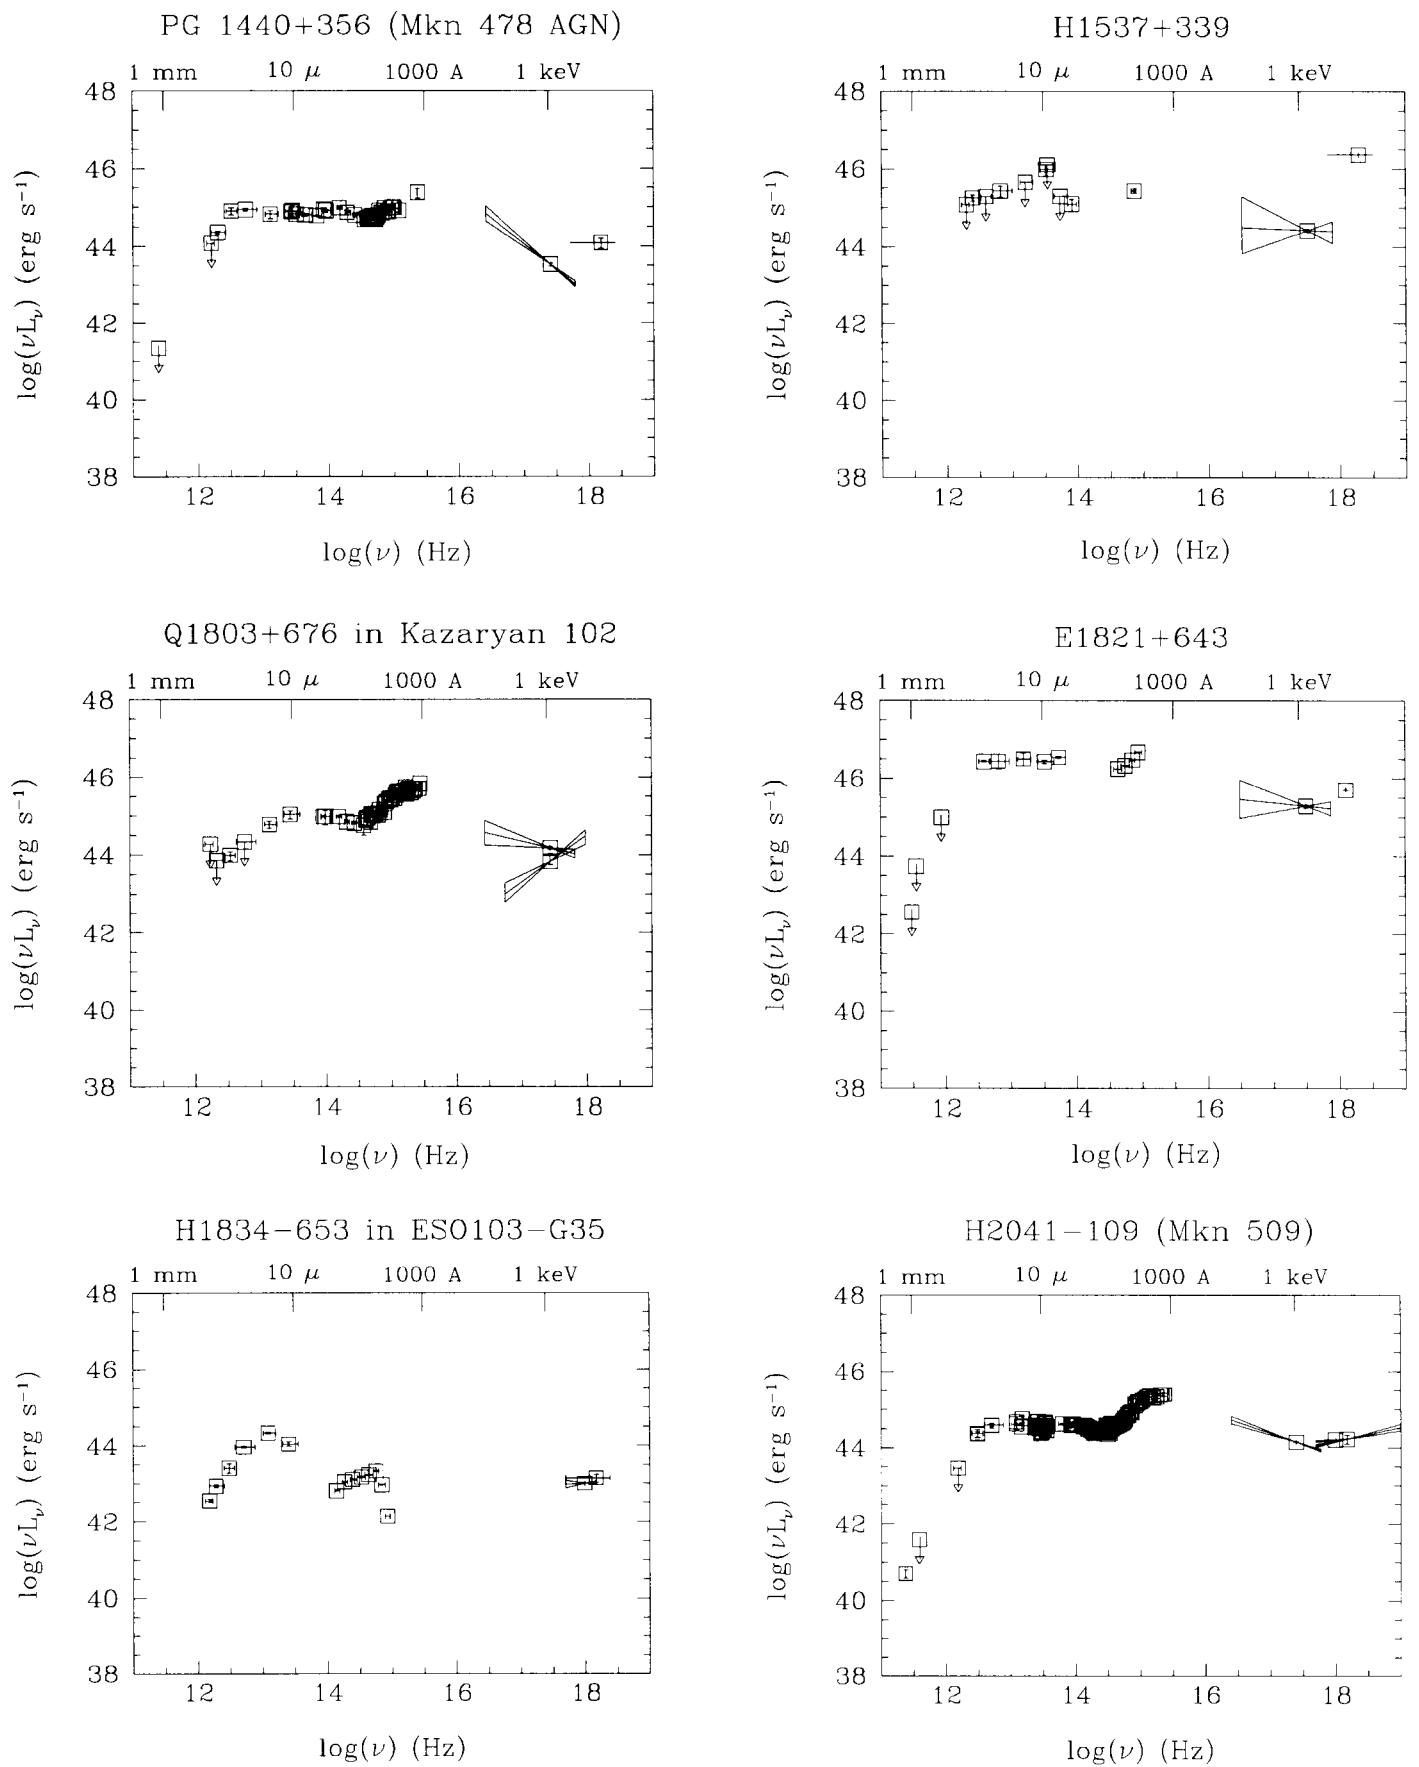 PG 1440+356 (Mkn 478 AGN)
1 mm 10 μ 1000 A 1 keV
48
46
44
42
40
38
log(νLν) (erg s⁻¹)
12 14 16 18
log(ν) (Hz)
H1537+339
1 mm 10 μ 1000 A 1 keV
48
46
44
42
40
38
log(νLν) (erg s⁻¹)
12 14 16 18
log(ν) (Hz)
Q1803+676 in Kazaryan 102
1 mm 10 μ 1000 A 1 keV
48
46
44
42
40
38
log(νLν) (erg s⁻¹)
12 14 16 18
log(ν) (Hz)
E1821+643
1 mm 10 μ 1000 A 1 keV
48
46
44
42
40
38
log(νLν) (erg s⁻¹)
12 14 16 18
log(ν) (Hz)
H1834−653 in ESO103−G35
1 mm 10 μ 1000 A 1 keV
48
46
44
42
40
38
log(νLν) (erg s⁻¹)
12 14 16 18
log(ν) (Hz)
H2041−109 (Mkn 509)
1 mm 10 μ 1000 A 1 keV
48
46
44
42
40
38
log(νLν) (erg s⁻¹)
12 14 16 18
log(ν) (Hz)